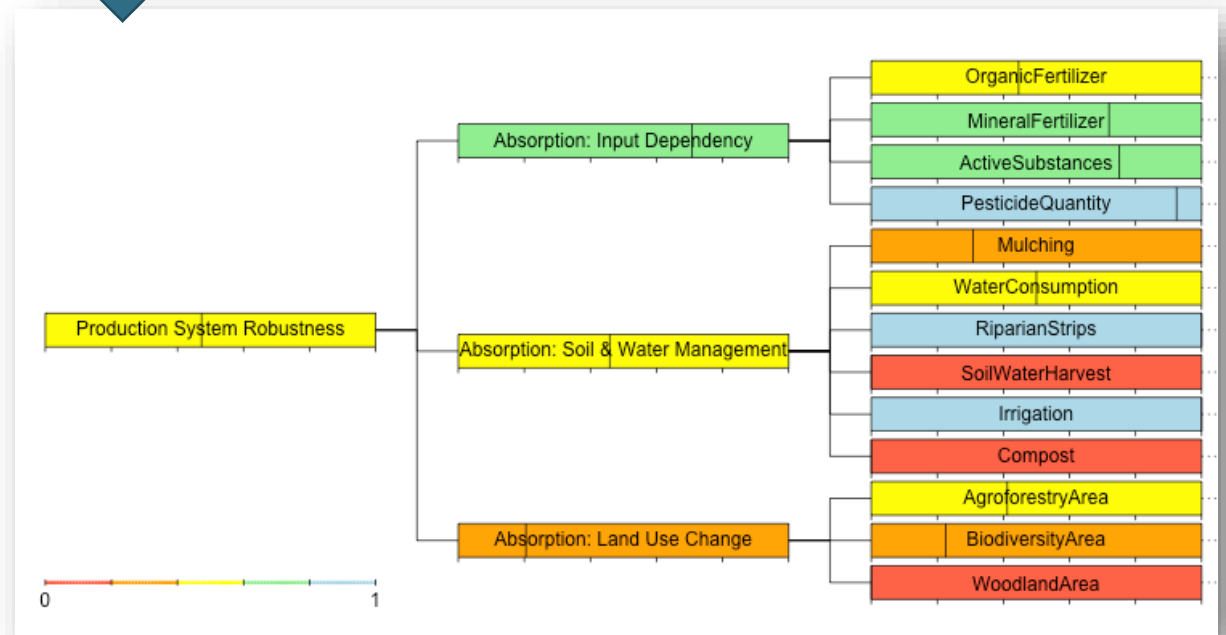 OrganicFertilizer
MineralFertilizer
Absorption: Input Dependency
ActiveSubstances
PesticideQuantity
Mulching
WaterConsumption
Production System Robustness
RiparianStrips
Absorption: Soil & Water Management
SoilWaterHarvest
Irrigation
Compost
AgroforestryArea
Absorption: Land Use Change
BiodiversityArea
WoodlandArea
0
1